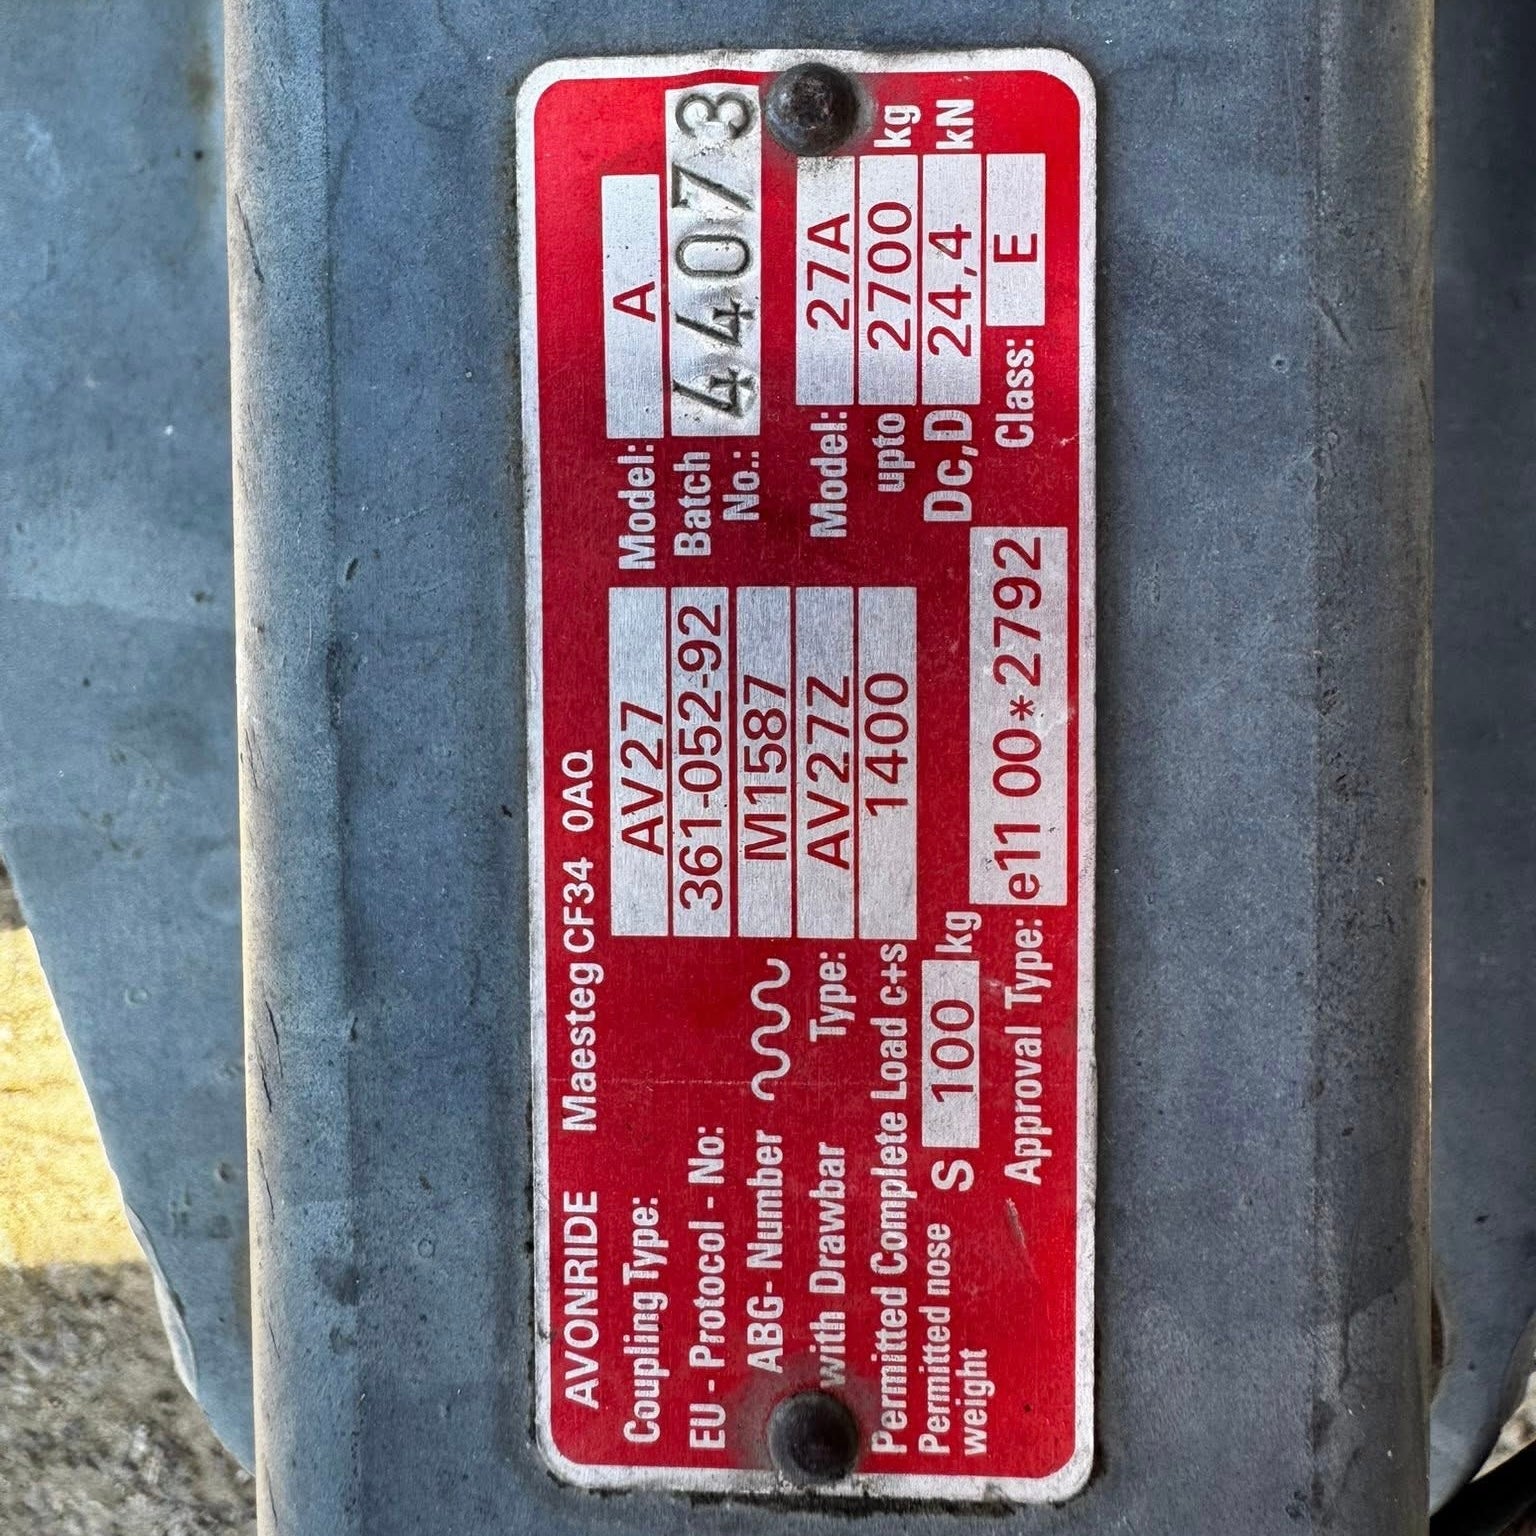 AVONRIDE Maesteg CF34 0AQ
Coupling Type: AV27 Model: A
EU - Protocol - No: 361-052-92 Batch No.: 44073
ABG- Number M1587
with Drawbar Type: AV27Z Model: 27A
Permitted Complete Load c+s 1400 upto 2700 kg
Permitted nose weight S 100 kg Dc,D 24,4 kN
Approval Type: e11 00*2792 Class: E